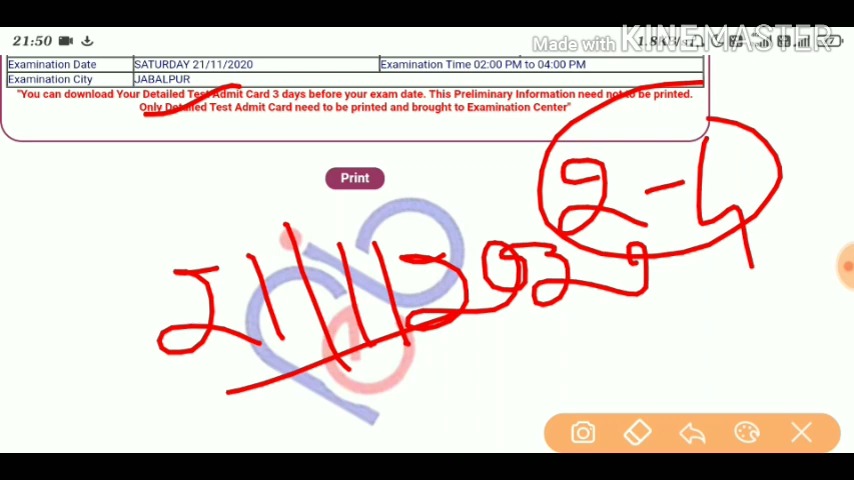 21:50
Made with KINEMASTER
Examination Date SATURDAY 21/11/2020 Examination Time 02:00 PM to 04:00 PM
Examination City JABALPUR
"You can download Your Detailed Test Admit Card 3 days before your exam date. This Preliminary Information need not to be printed.
Only Detailed Test Admit Card need to be printed and brought to Examination Center"
Print
2 - 4
21/11/2020